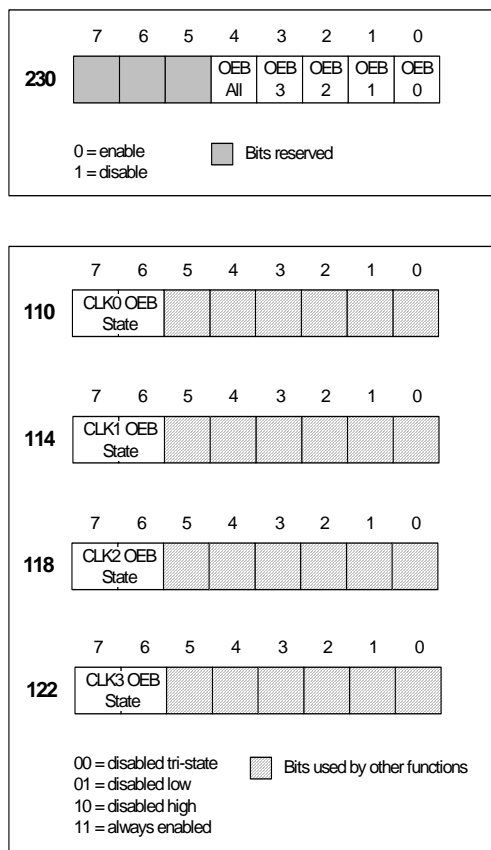 7 6 5 4 3 2 1 0
230 OEB All OEB 3 OEB 2 OEB 1 OEB 0
0 = enable
1 = disable
Bits reserved
7 6 5 4 3 2 1 0
110 CLK0 OEB State
7 6 5 4 3 2 1 0
114 CLK1 OEB State
7 6 5 4 3 2 1 0
118 CLK2 OEB State
7 6 5 4 3 2 1 0
122 CLK3 OEB State
00 = disabled tri-state
01 = disabled low
10 = disabled high
11 = always enabled
Bits used by other functions